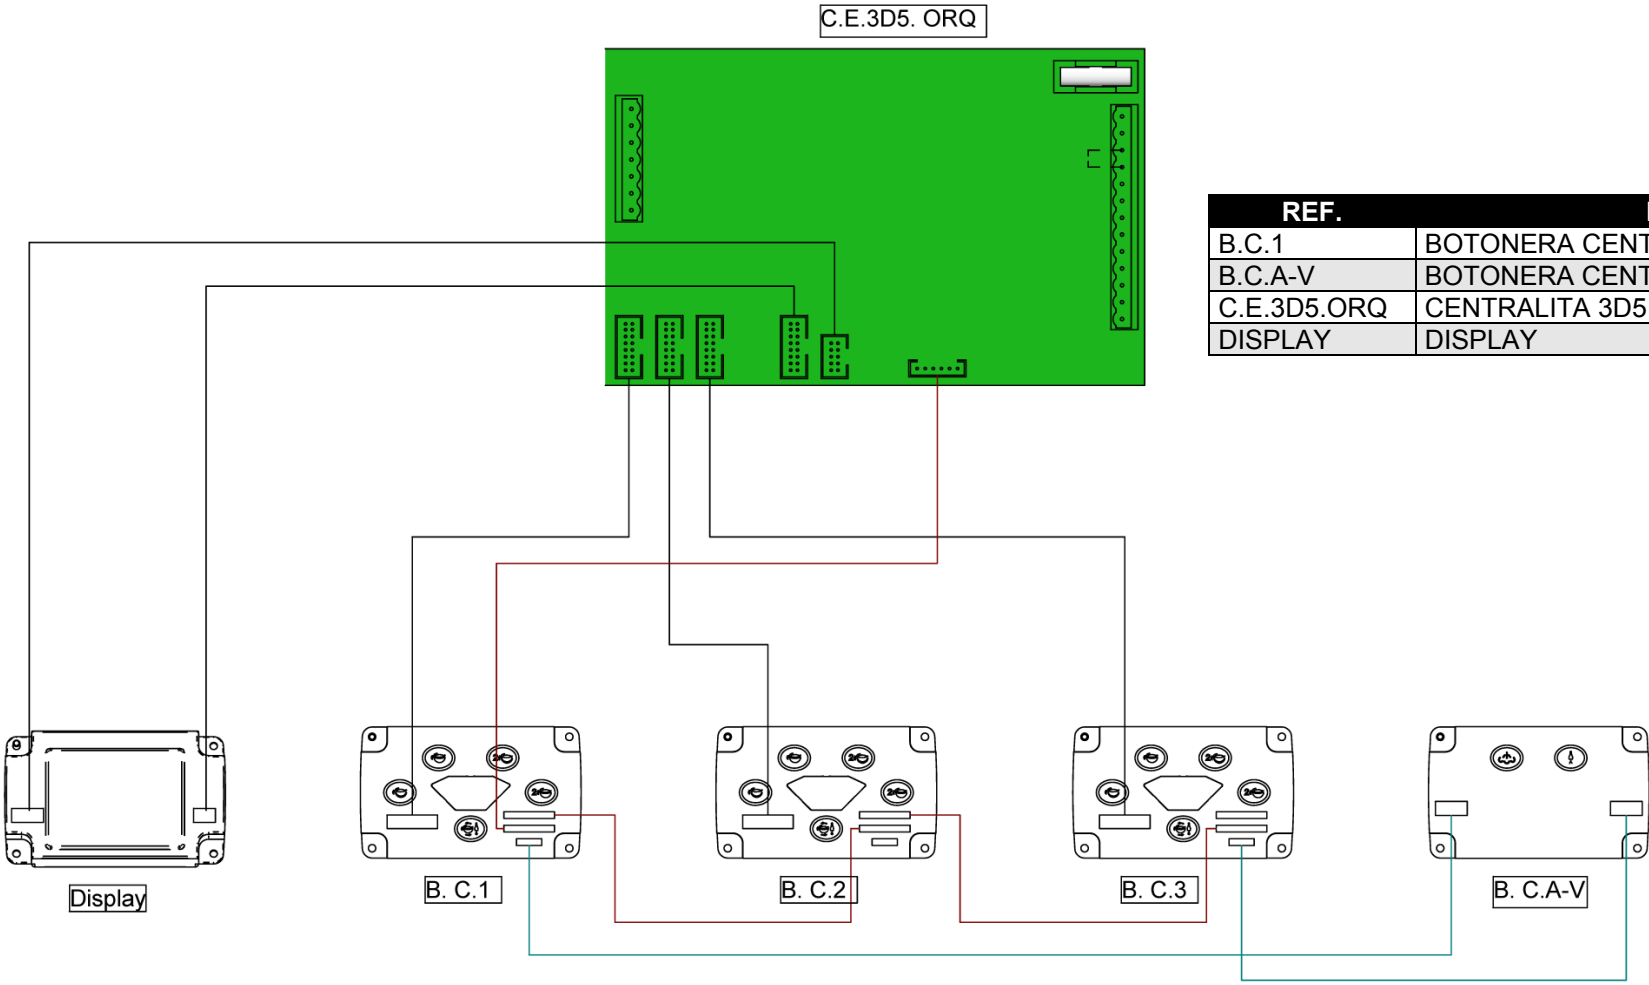 C.E.3D5. ORQ
REF.
B.C.1 BOTONERA CENT
B.C.A-V BOTONERA CENT
C.E.3D5.ORQ CENTRALITA 3D5
DISPLAY DISPLAY
Display
B. C.1
B. C.2
B. C.3
B. C.A-V